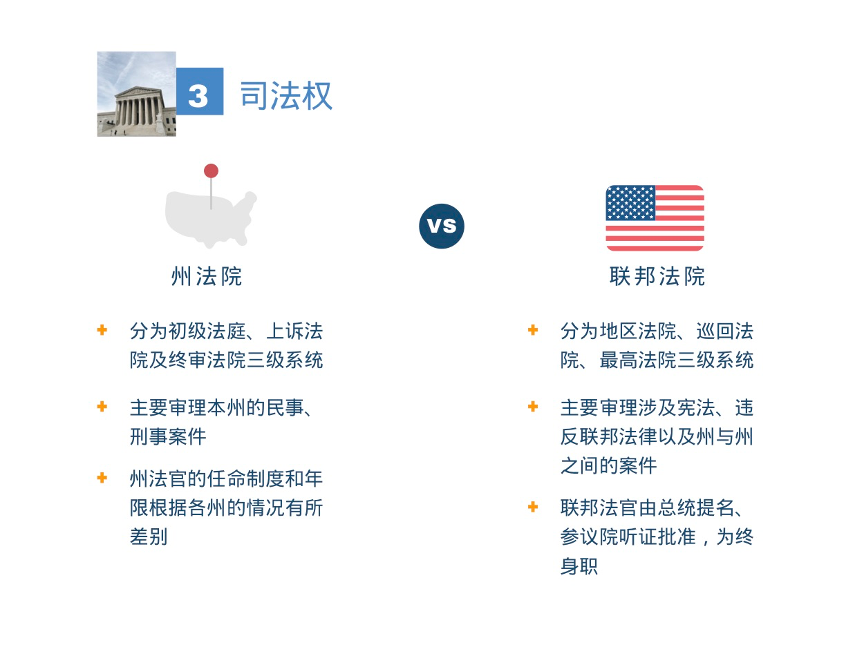 3
司法权
VS
州法院
联邦法院
分为初级法庭、上诉法
院及终审法院三级系统
主要审理本州的民事、
刑事案件
州法官的任命制度和年
限根据各州的情况有所
差别
分为地区法院、巡回法
院、最高法院三级系统
主要审理涉及宪法、违
反联邦法律以及州与州
之间的案件
联邦法官由总统提名、
参议院听证批准，为终
身职